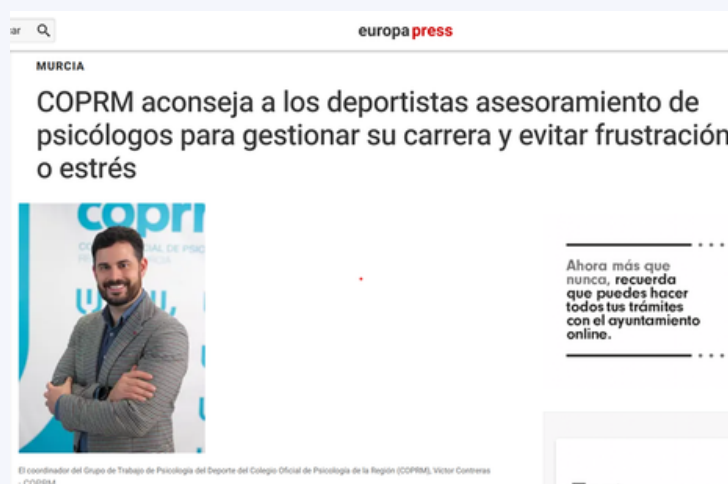 ar
europapress
MURCIA
COPRM aconseja a los deportistas asesoramiento de
psicólogos para gestionar su carrera y evitar frustración
o estrés
copr
Ahora más que
nunca, recuerda
que puedes hacer
todos tus trámites
con el ayuntamiento
online.
El coordinador del Grupo de Trabajo de Psicología del Deporte del Colegio Oficial de Psicología de la Región (COPRM), Víctor Contreras
- COPRM